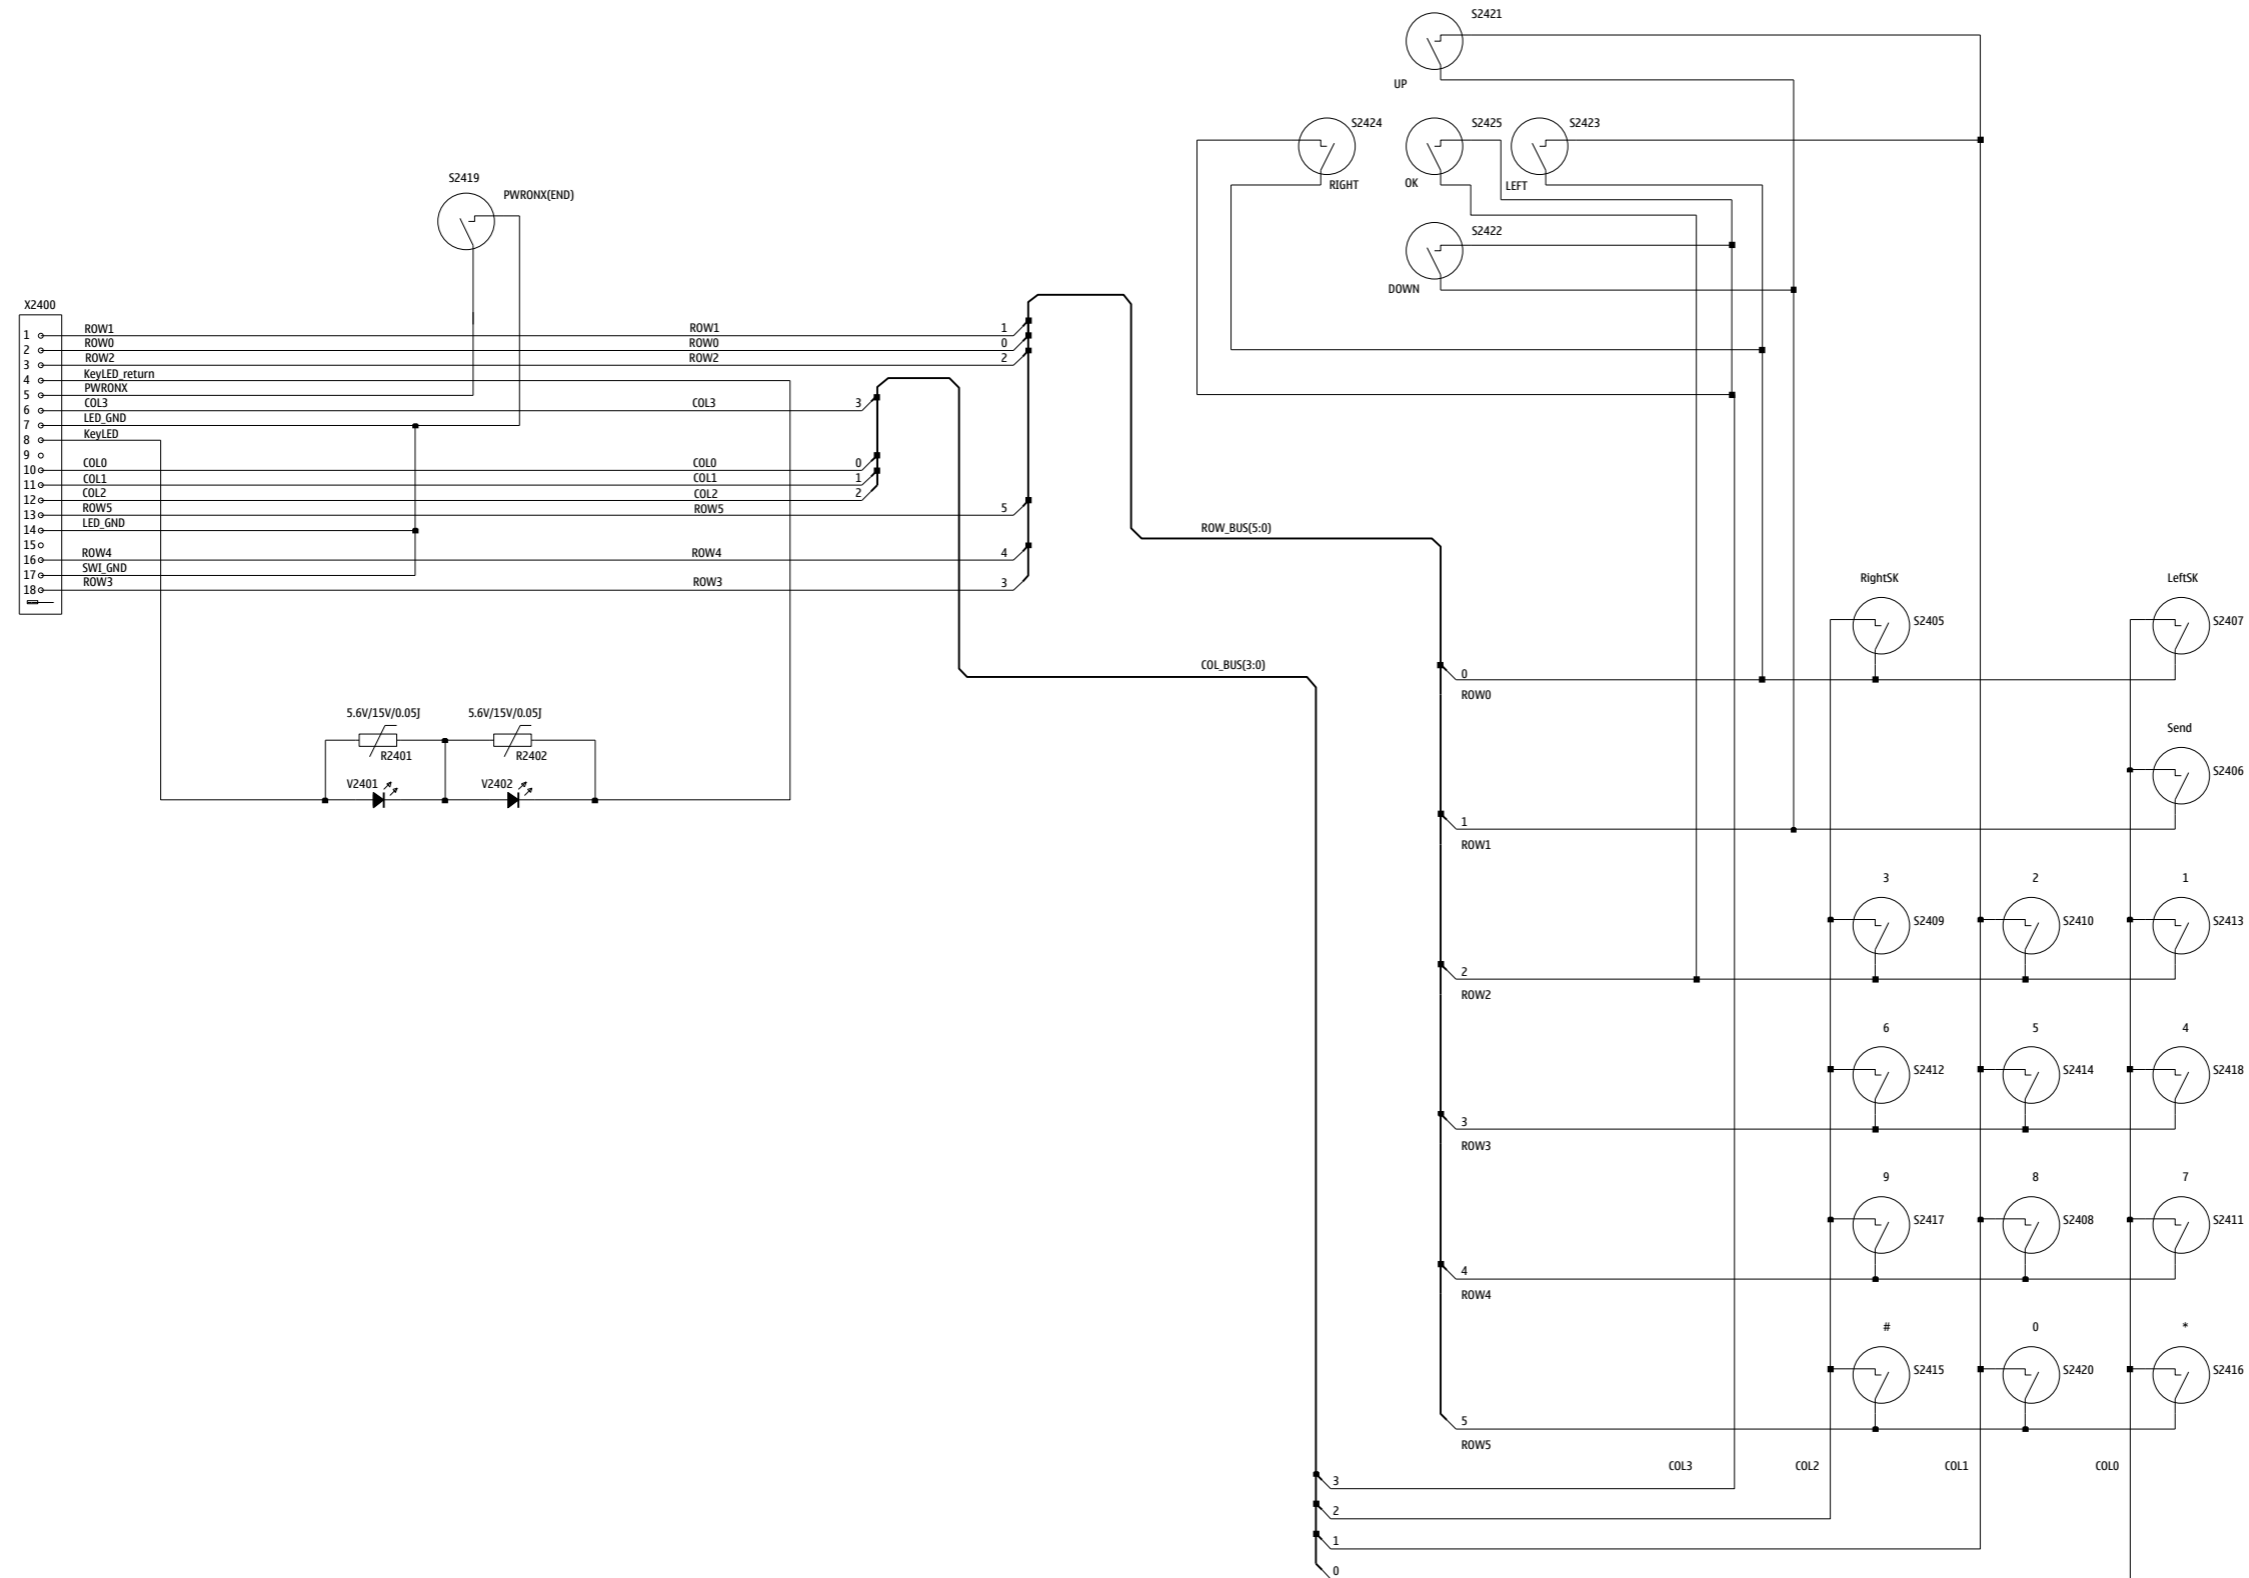 S2421
UP
S2424
S2425
S2423
RIGHT
OK
LEFT
S2419
PWRONX(END)
S2422
DOWN
X2400
1 ROW1 ROW1 1
2 ROW0 ROW0 0
3 ROW2 ROW2 2
4 KeyLED_return
5 PWRONX
6 COL3 COL3 3
7 LED_GND
8 KeyLED
9
10 COL0 COL0 0
11 COL1 COL1 1
12 COL2 COL2 2
13 ROW5 ROW5 5
14 LED_GND
15
16 ROW4 ROW4 4
17 SWI_GND
18 ROW3 ROW3 3
ROW_BUS(5:0)
COL_BUS(3:0)
RightSK LeftSK
S2405 S2407
0
ROW0
5.6V/15V/0.05J 5.6V/15V/0.05J
R2401 R2402
V2401 V2402
Send
S2406
1
ROW1
3 2 1
S2409 S2410 S2413
2
ROW2
6 5 4
S2412 S2414 S2418
3
ROW3
9 8 7
S2417 S2408 S2411
4
ROW4
# 0 *
S2415 S2420 S2416
5
ROW5
COL3 COL2 COL1 COL0
3
2
1
0